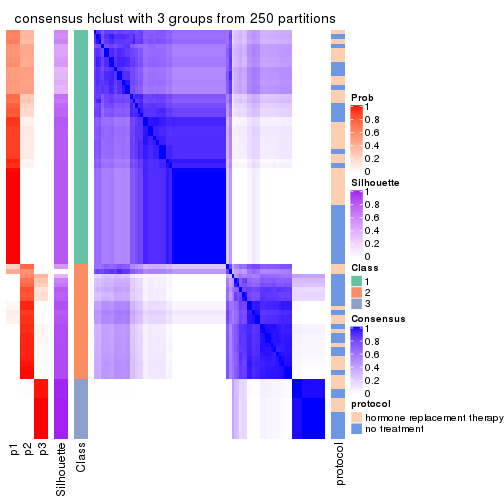 consensus hclust with 3 groups from 250 partitions
Prob
1
0.8
0.6
0.4
0.2
0
Silhouette
1
0.8
0.6
0.4
0.2
0
Class
1
2
3
Consensus
1
0.8
0.6
0.4
0.2
0
protocol
hormone replacement therapy
no treatment
p1
p2
p3
Silhouette
Class
protocol